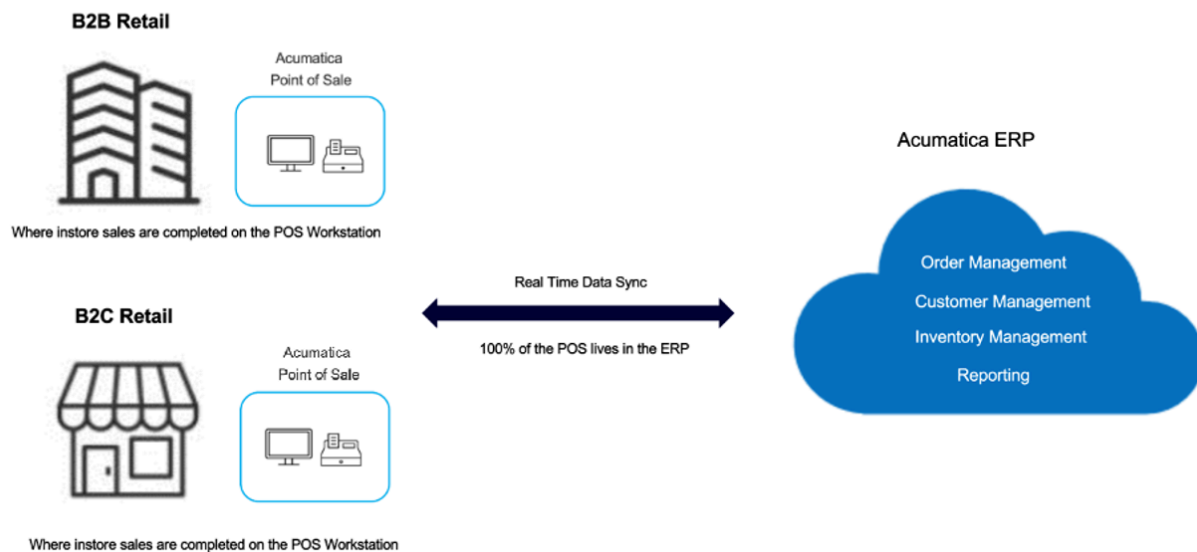 B2B Retail
Acumatica
Point of Sale
Where instore sales are completed on the POS Workstation
B2C Retail
Acumatica
Point of Sale
Where instore sales are completed on the POS Workstation
Real Time Data Sync
100% of the POS lives in the ERP
Acumatica ERP
Order Management
Customer Management
Inventory Management
Reporting